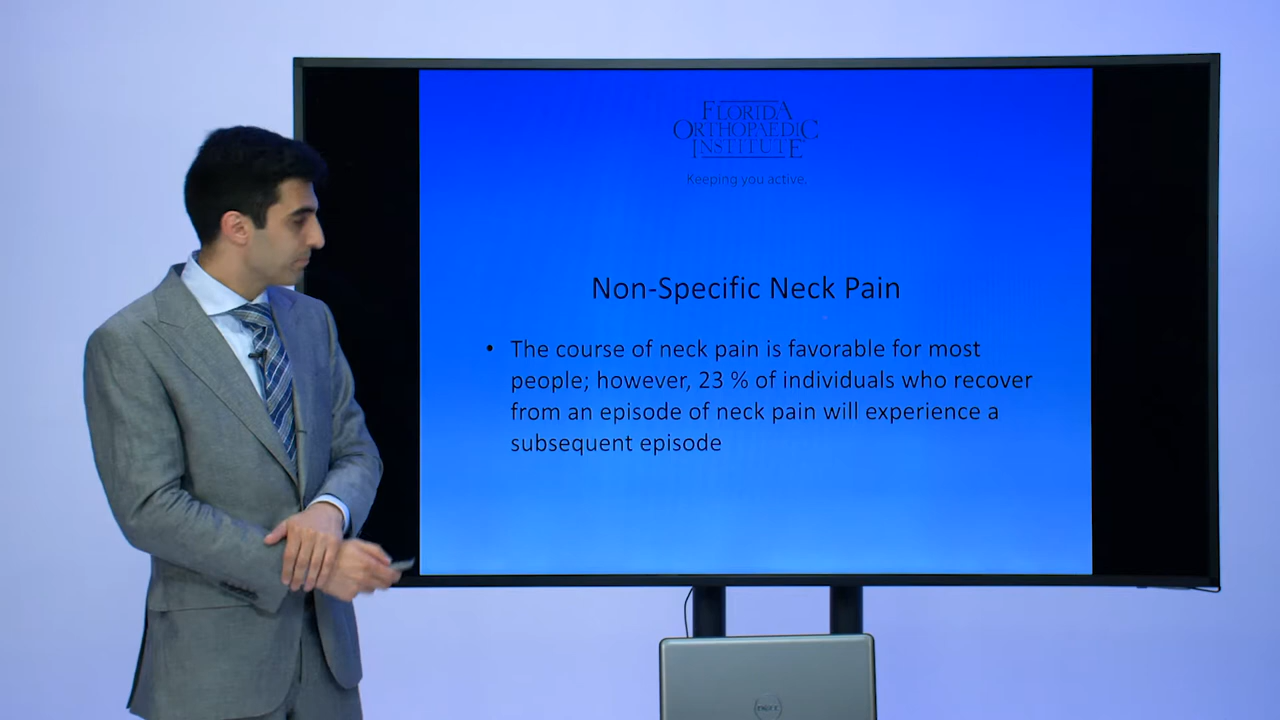 FLORIDA
ORTHOPAEDIC
INSTITUTE
Keeping you active.
Non-Specific Neck Pain
• The course of neck pain is favorable for most
people; however, 23 % of individuals who recover
from an episode of neck pain will experience a
subsequent episode
DELL